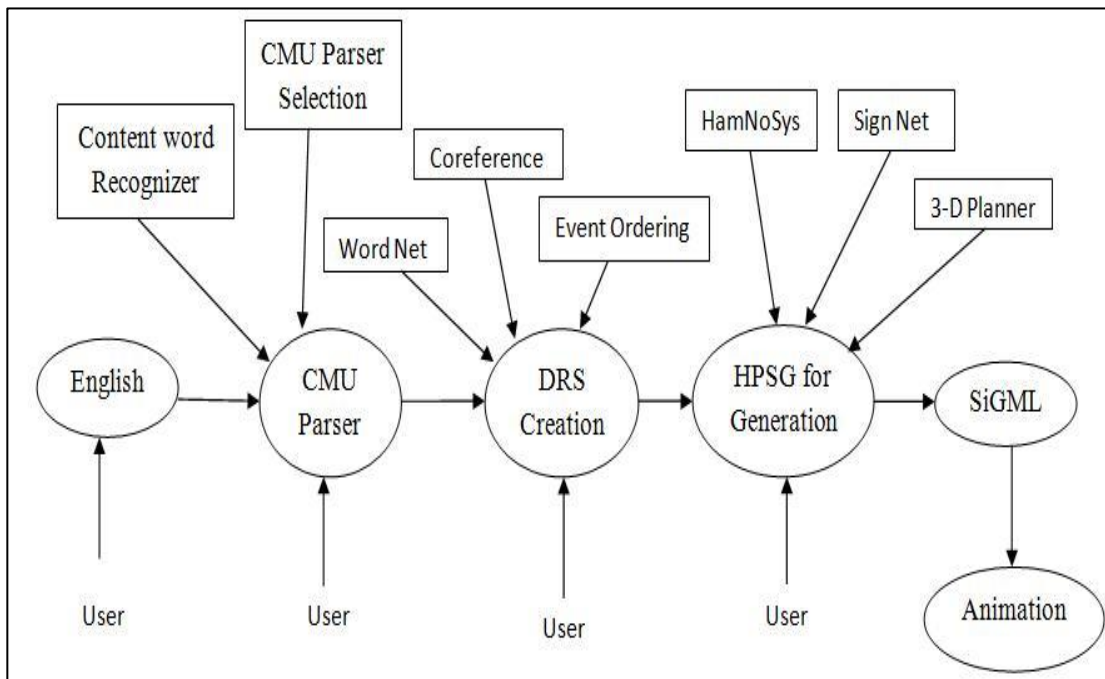 CMU Parser
Selection
Content word
Recognizer
HamNoSys
Sign Net
Coreference
3-D Planner
Word Net
Event Ordering
English
CMU
Parser
DRS
Creation
HPSG for
Generation
SiGML
User
User
User
User
Animation